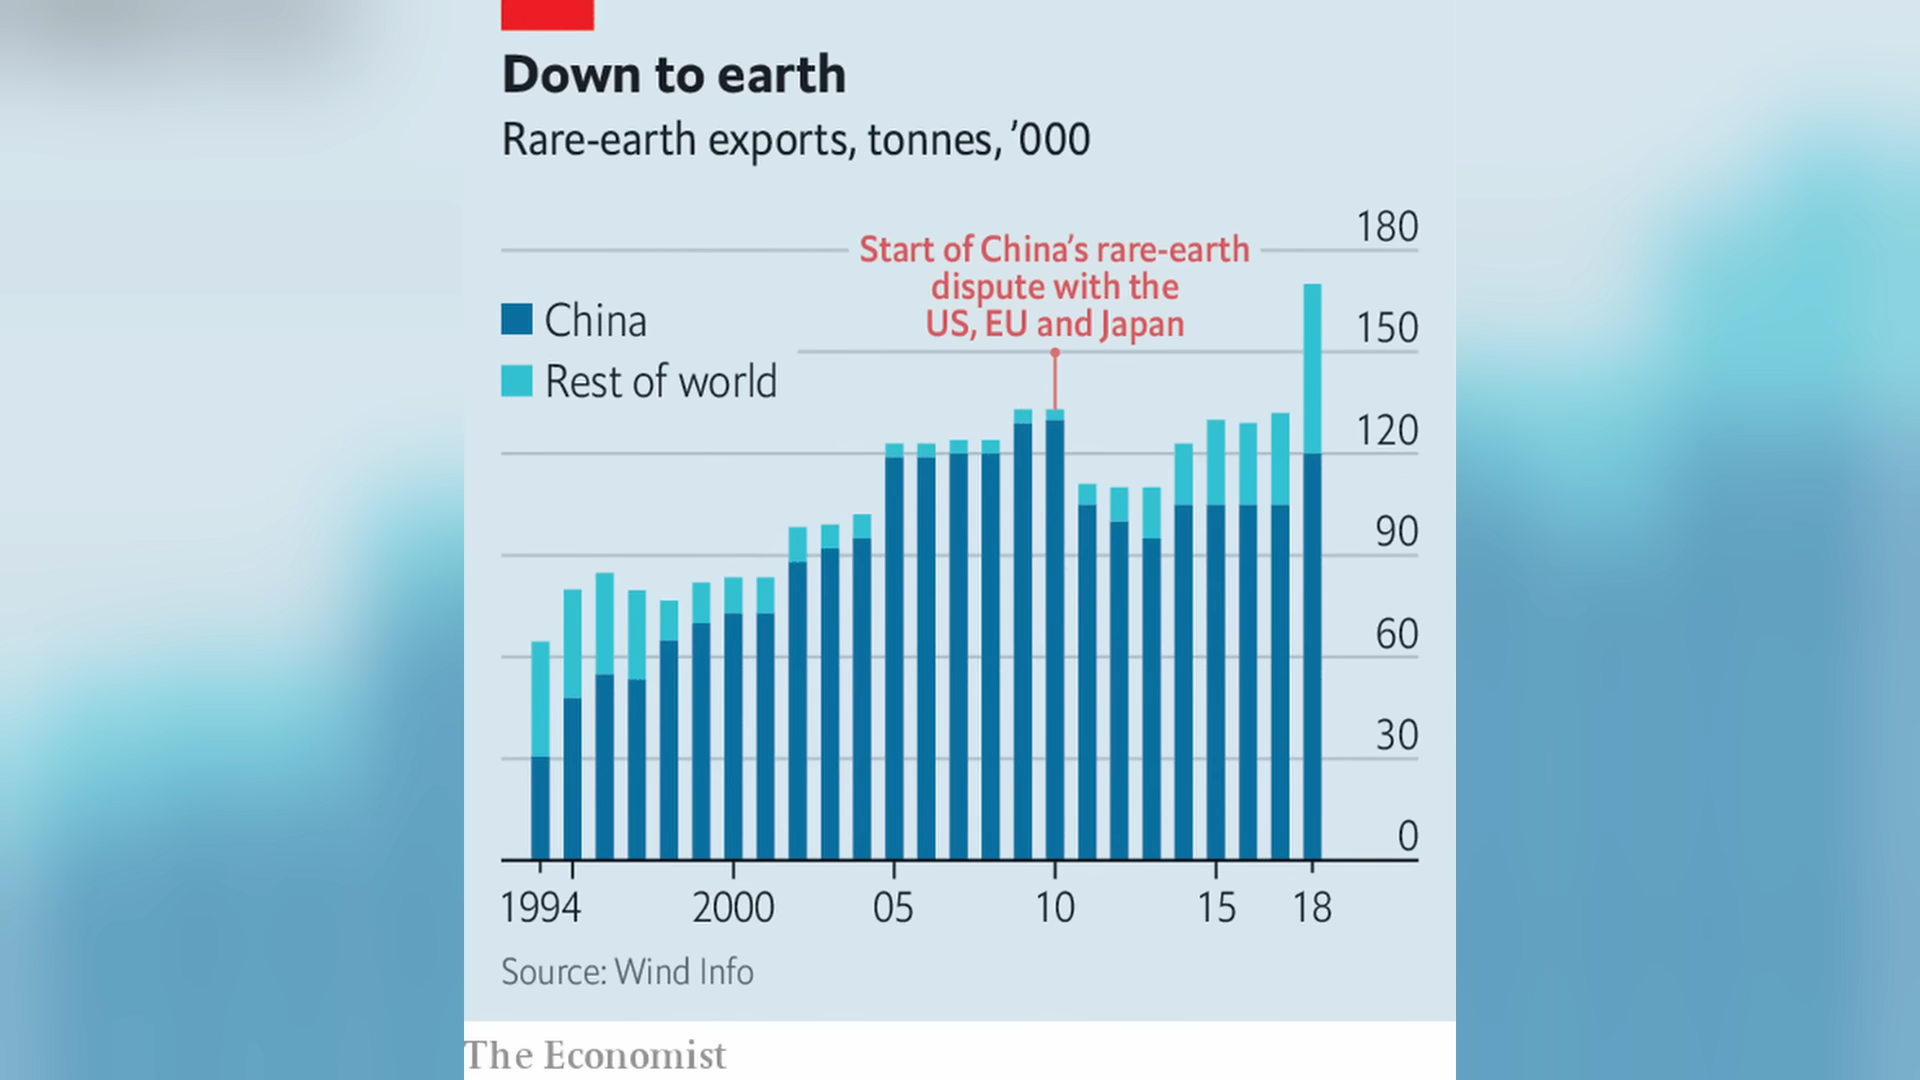 Down to earth
Rare-earth exports, tonnes, ’000
180
Start of China’s rare-earth
dispute with the
US, EU and Japan
China
150
Rest of world
120
90
60
30
0
1994
2000
05
10
15
18
Source: Wind Info
The Economist